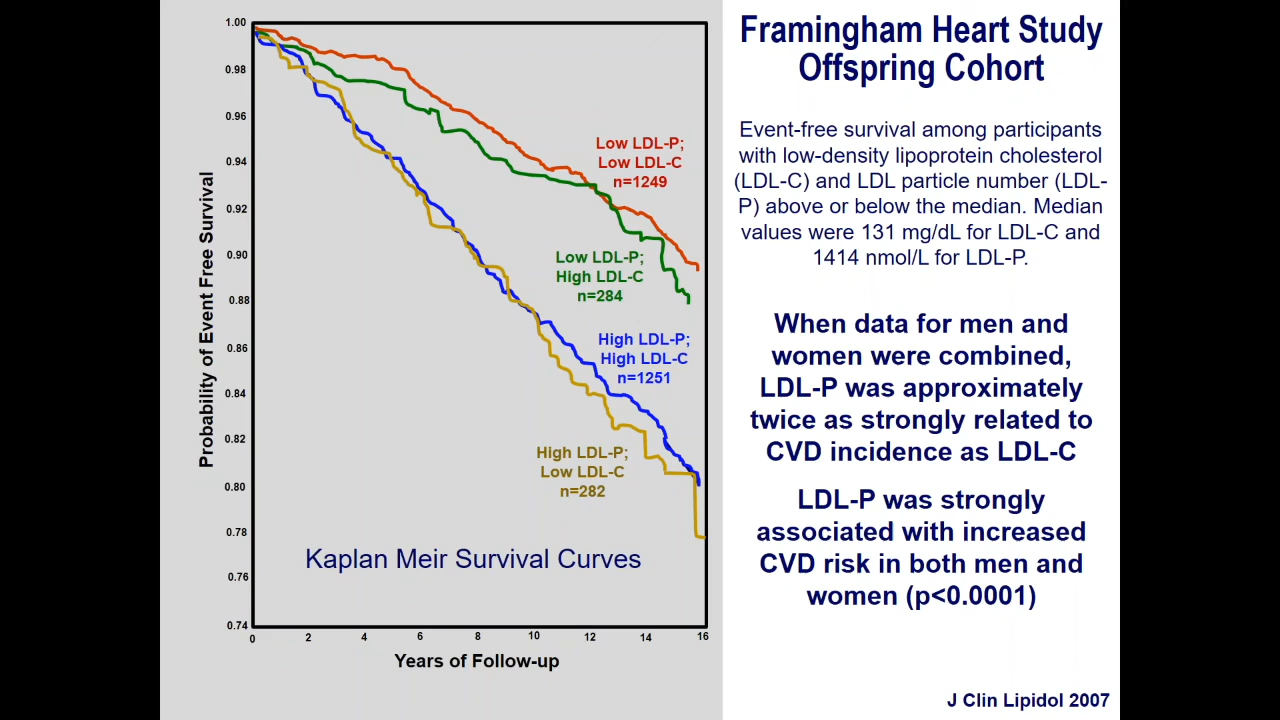 Framingham Heart Study
Offspring Cohort
Event-free survival among participants
with low-density lipoprotein cholesterol
(LDL-C) and LDL particle number (LDL-
P) above or below the median. Median
values were 131 mg/dL for LDL-C and
1414 nmol/L for LDL-P.
When data for men and
women were combined,
LDL-P was approximately
twice as strongly related to
CVD incidence as LDL-C
LDL-P was strongly
associated with increased
CVD risk in both men and
women (p<0.0001)
J Clin Lipidol 2007
Probability of Event Free Survival
1.00
0.98
0.96
0.94
0.92
0.90
0.88
0.86
0.84
0.82
0.80
0.78
0.76
0.74
Low LDL-P;
Low LDL-C
n=1249
Low LDL-P;
High LDL-C
n=284
High LDL-P;
High LDL-C
n=1251
High LDL-P;
Low LDL-C
n=282
Kaplan Meir Survival Curves
0 2 4 6 8 10 12 14 16
Years of Follow-up